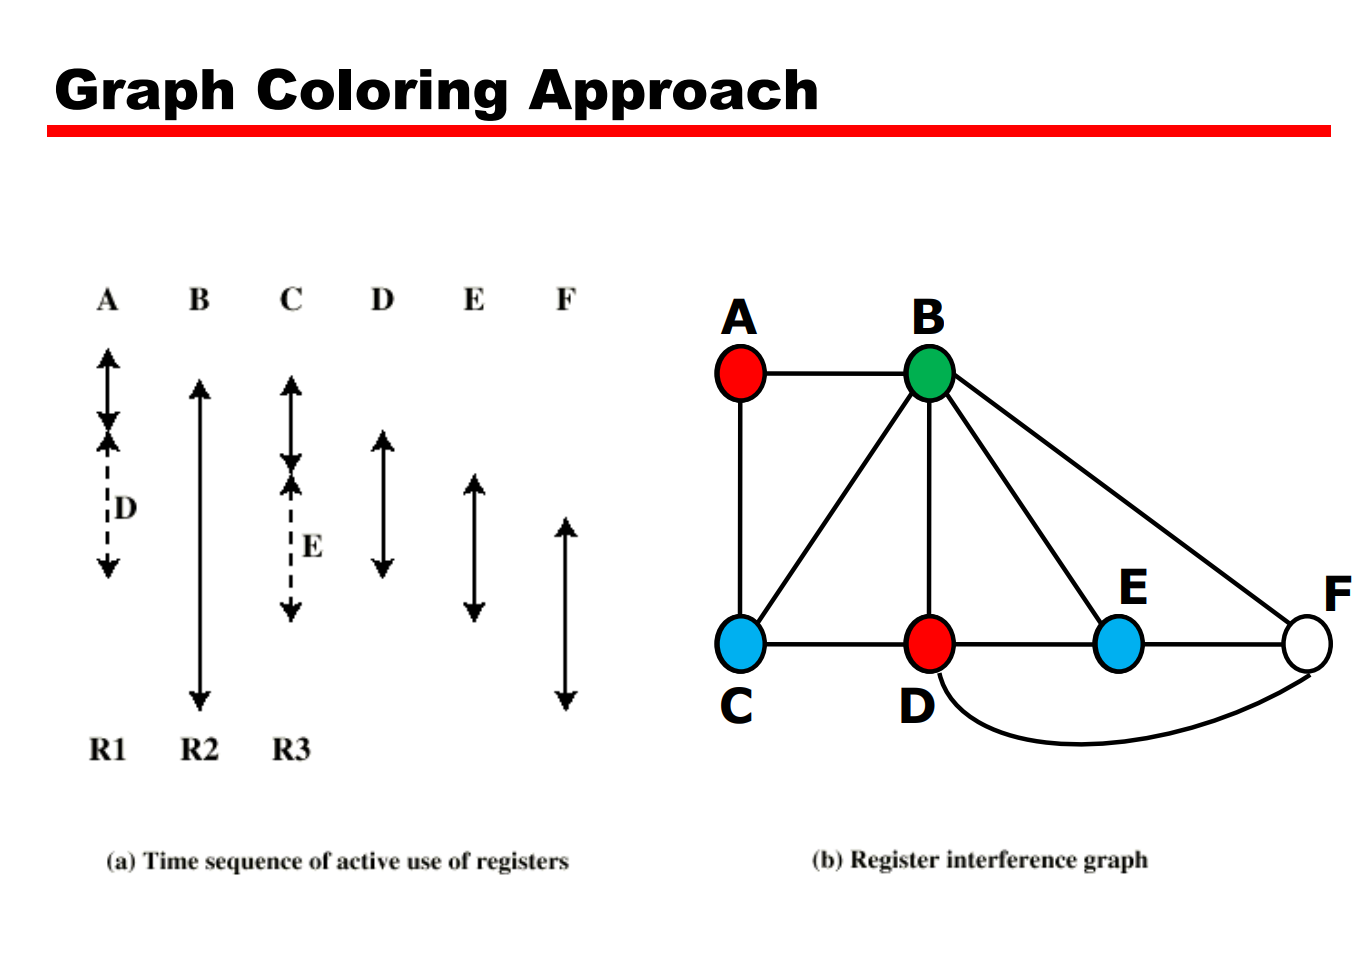 Graph Coloring Approach
A B C D E F
D
E
R1 R2 R3
(a) Time sequence of active use of registers
A B
E F
C D
(b) Register interference graph